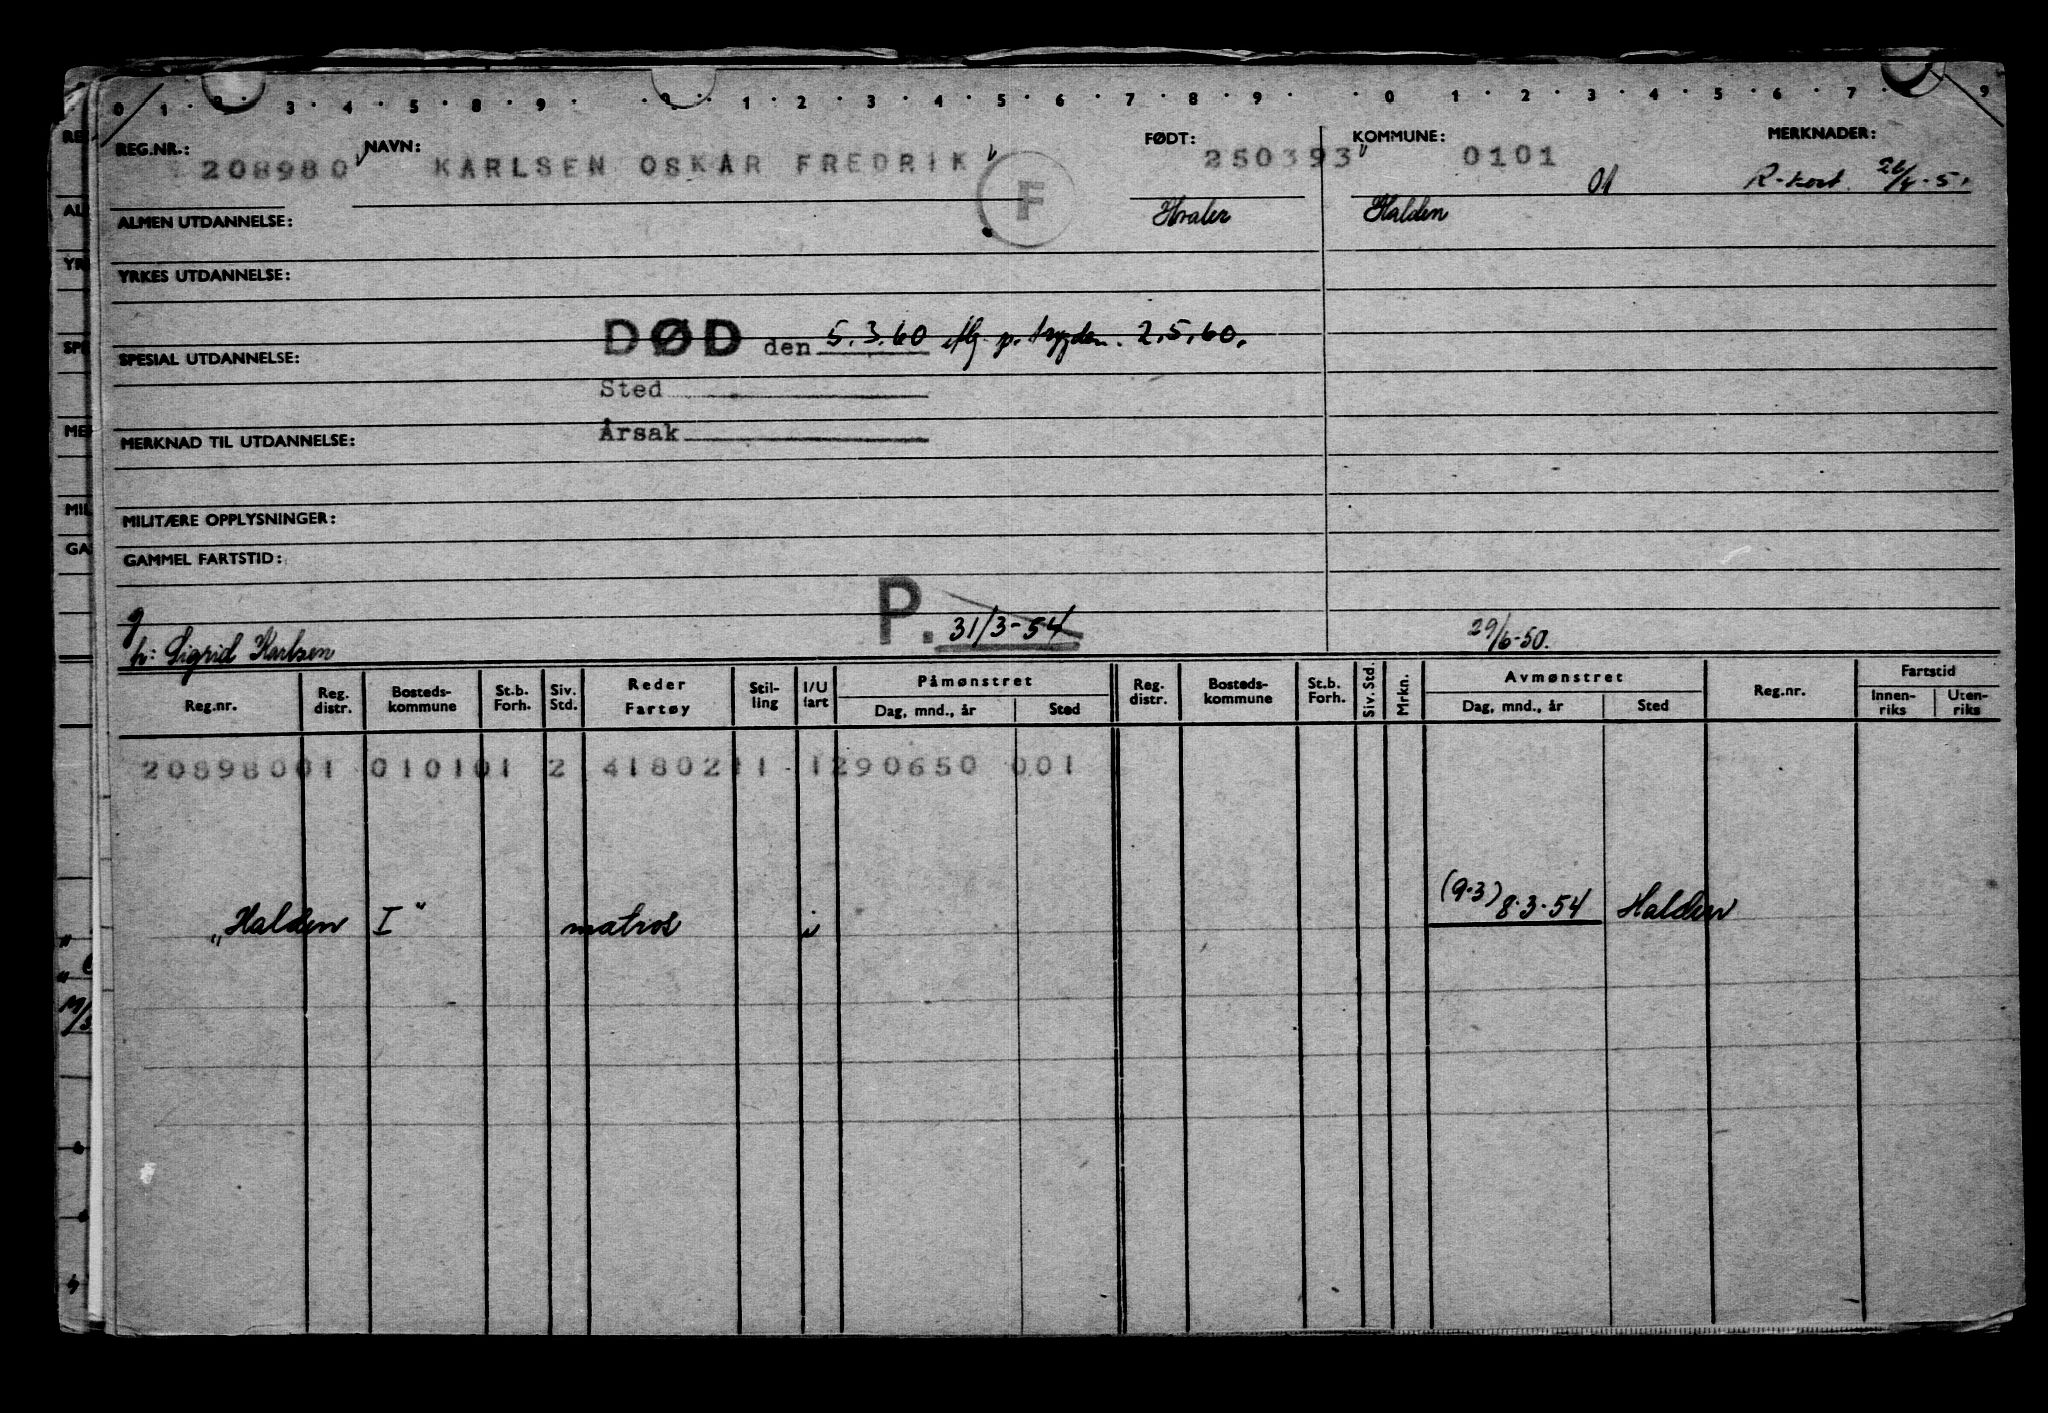 0 1 · 2 · 3 · 4 · 5 · 8 · 9 · 0 · 1 · 2 · 3 · 4 · 5 · 6 · 7 · 8 · 9 · 0 · 1 · 2 · 3 · 4 · 5 · 6 · 7 · 9
REG.NR.: 208980 NAVN: KARLSEN OSKAR FREDRIK FØDT: 250393 KOMMUNE: 0101 MERKNADER:
F 01 R-kort
ALMEN UTDANNELSE: Hvaler Halden
YRKES UTDANNELSE:
DØD den 5.3.60 p. trygden. 2.5.60.
SPESIAL UTDANNELSE:
Sted
Årsak
MERKNAD TIL UTDANNELSE:
MILITÆRE OPPLYSNINGER:
GAMMEL FARTSTID:
g P. 31/3-54 29/6-50.
h: Sigrid Karlsen
Reg.nr. Reg. distr. Bosteds-kommune St.b. Forh. Siv. Std. Reder Fartøy Stil-ling I/U fart Påmønstret Dag, mnd., år Sted Reg. distr. Bosteds-kommune St.b. Forh. Siv. Std. Mrkn. Avmønstret Dag, mnd., år Sted Reg.nr. Fartstid Innen-riks Uten-riks
20898001 010101 2 4180211 1290650 001
„Halden I" matros i (9.3) 8.3.54 Halden